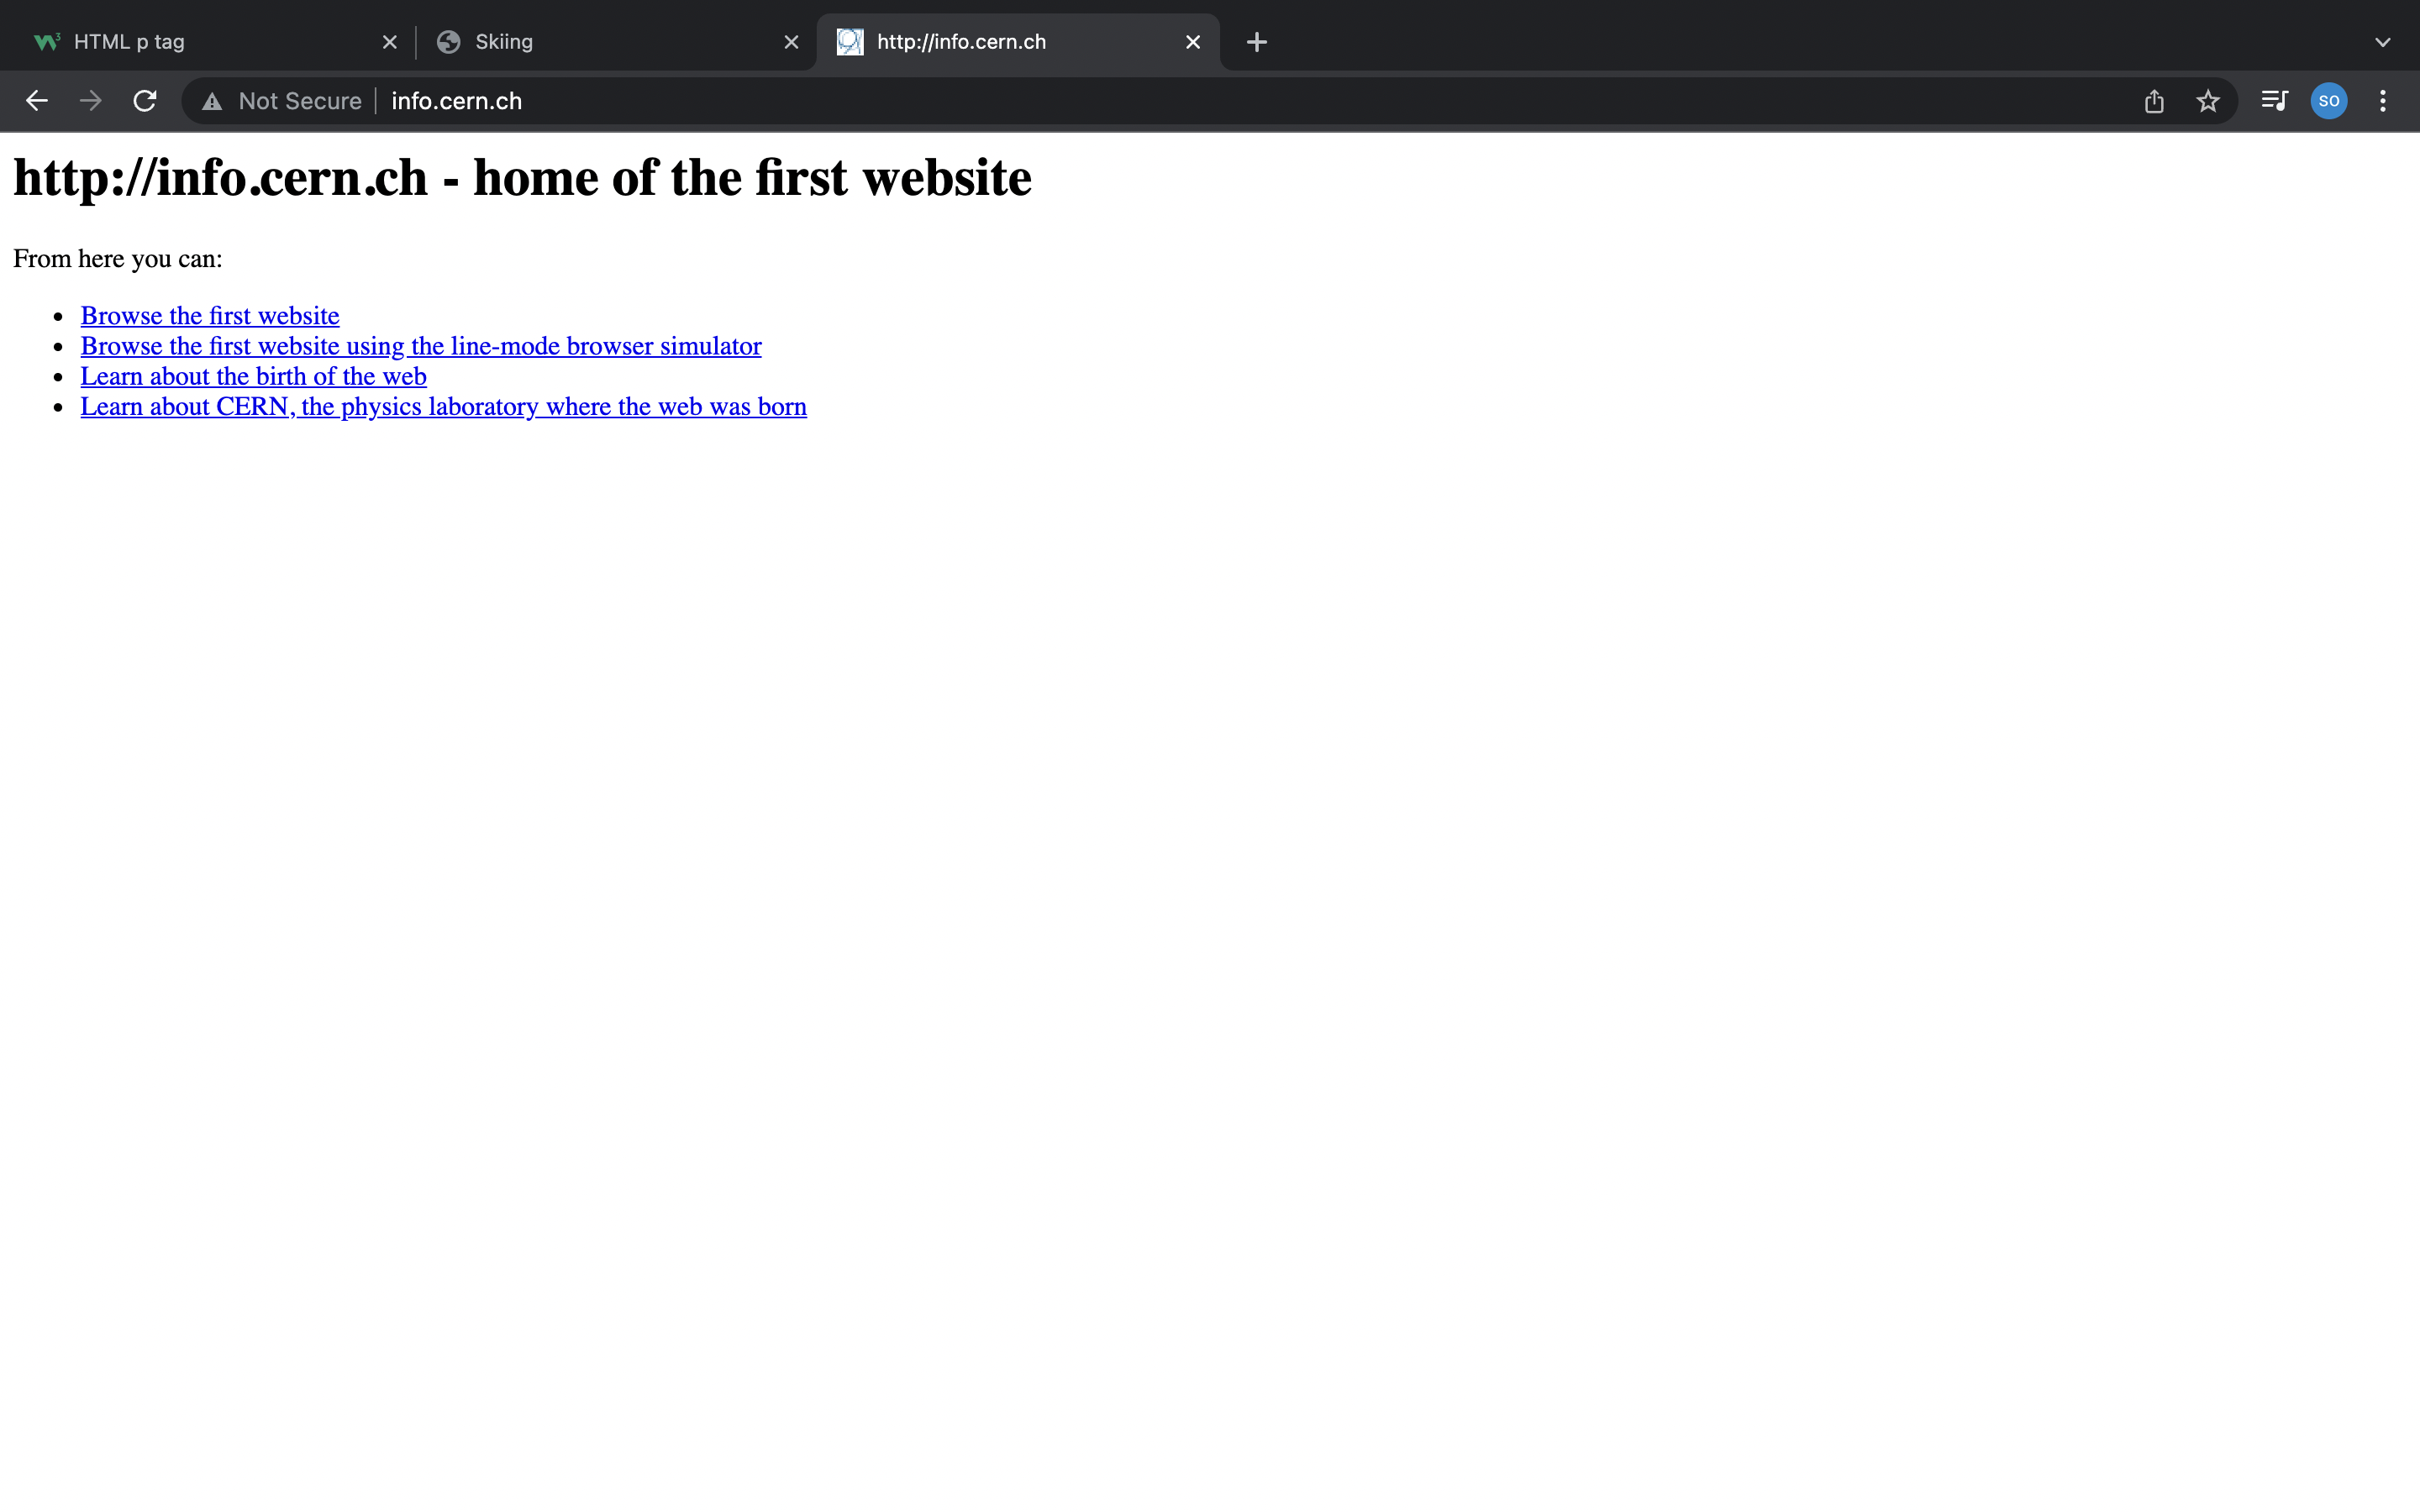 HTML p tag
Skiing
http://info.cern.ch
Not Secure info.cern.ch
SO
http://info.cern.ch - home of the first website
From here you can:
Browse the first website
Browse the first website using the line-mode browser simulator
Learn about the birth of the web
Learn about CERN, the physics laboratory where the web was born